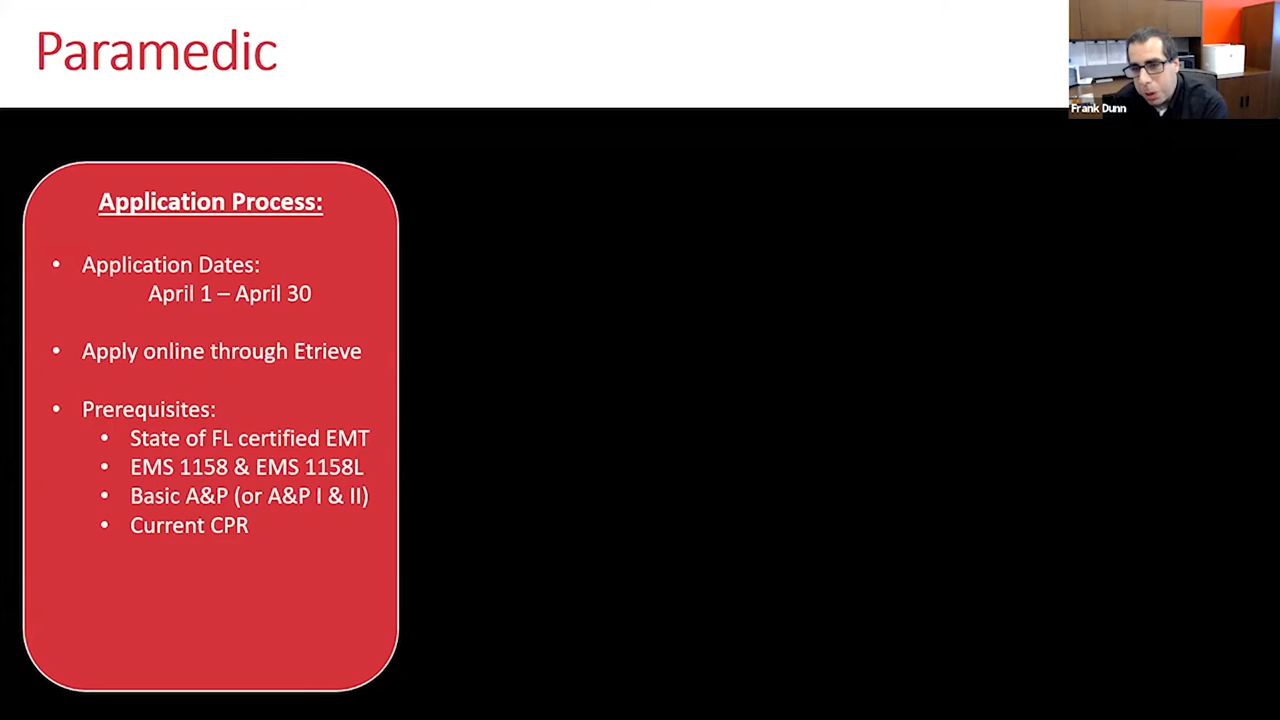 Paramedic
Frank Dunn
Application Process:
• Application Dates:
April 1 – April 30
• Apply online through Etrieve
• Prerequisites:
• State of FL certified EMT
• EMS 1158 & EMS 1158L
• Basic A&P (or A&P I & II)
• Current CPR